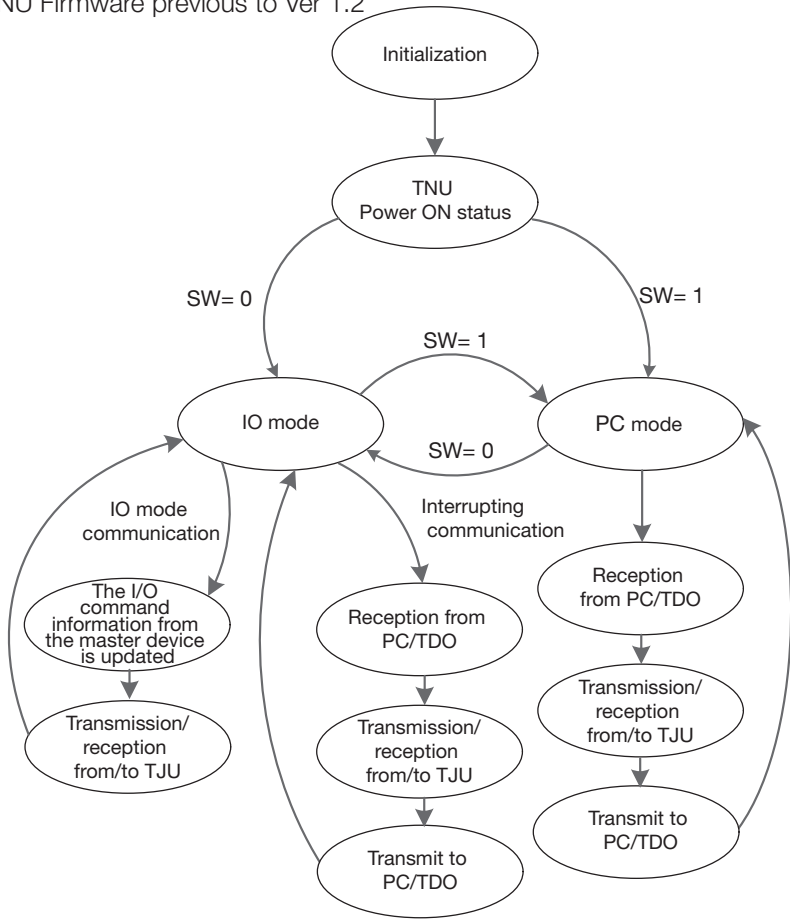 NU Firmware previous to Ver 1.2
Initialization
TNU
Power ON status
SW= 0
SW= 1
SW= 1
IO mode
PC mode
SW= 0
IO mode
communication
Interrupting
communication
The I/O
command
information from
the master device
is updated
Reception from
PC/TDO
Reception
from PC/TDO
Transmission/
reception
from/to TJU
Transmission/
reception
from/to TJU
Transmission/
reception
from/to TJU
Transmit to
PC/TDO
Transmit to
PC/TDO